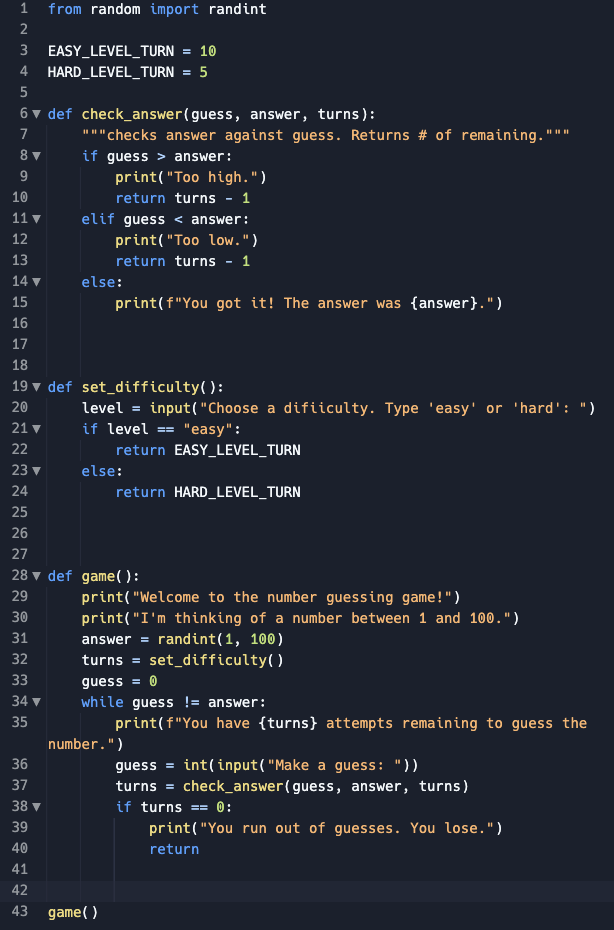 1 from random import randint
2
3 EASY_LEVEL_TURN = 10
4 HARD_LEVEL_TURN = 5
5
6 def check_answer(guess, answer, turns):
7     """checks answer against guess. Returns # of remaining."""
8     if guess > answer:
9         print("Too high.")
10         return turns - 1
11     elif guess < answer:
12         print("Too low.")
13         return turns - 1
14     else:
15         print(f"You got it! The answer was {answer}.")
16
17
18
19 def set_difficulty():
20     level = input("Choose a difiiculty. Type 'easy' or 'hard': ")
21     if level == "easy":
22         return EASY_LEVEL_TURN
23     else:
24         return HARD_LEVEL_TURN
25
26
27
28 def game():
29     print("Welcome to the number guessing game!")
30     print("I'm thinking of a number between 1 and 100.")
31     answer = randint(1, 100)
32     turns = set_difficulty()
33     guess = 0
34     while guess != answer:
35         print(f"You have {turns} attempts remaining to guess the
number.")
36         guess = int(input("Make a guess: "))
37         turns = check_answer(guess, answer, turns)
38         if turns == 0:
39             print("You run out of guesses. You lose.")
40             return
41
42
43 game()